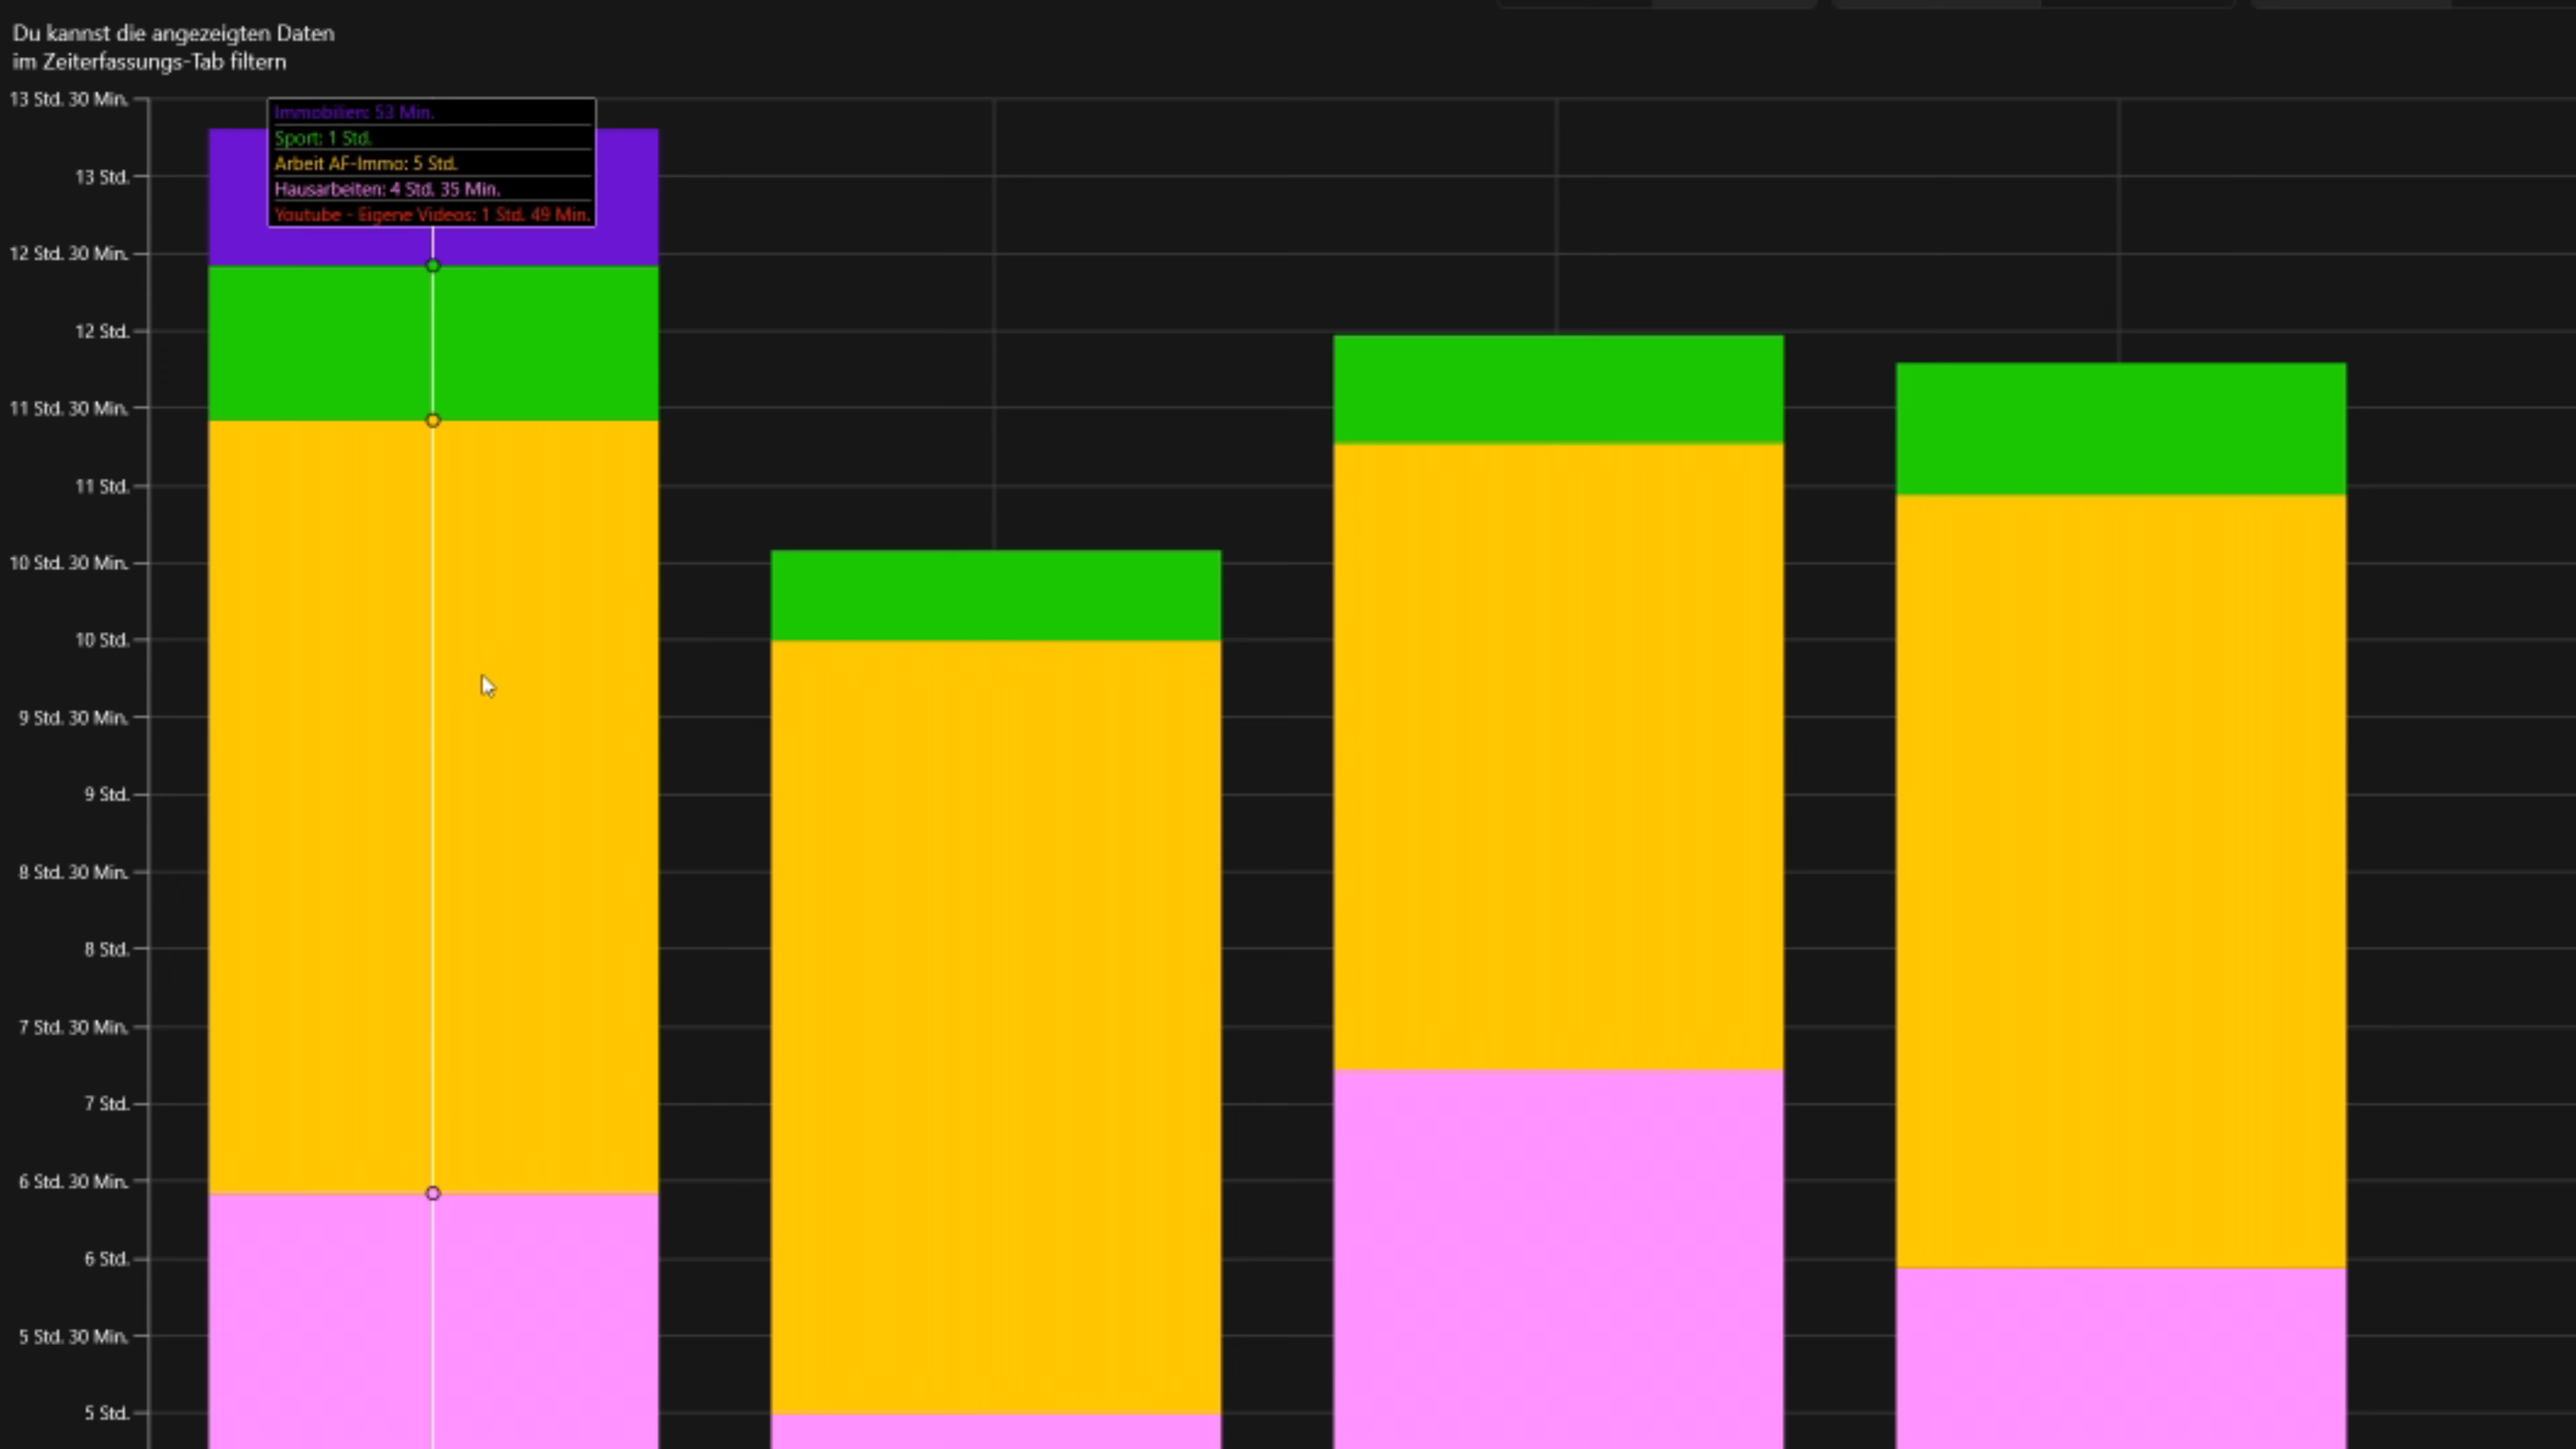 Du kannst die angezeigten Daten
im Zeiterfassungs-Tab filtern
13 Std. 30 Min.
Immobilien: 53 Min.
Sport: 1 Std.
Arbeit AF-Immo: 5 Std.
Hausarbeiten: 4 Std. 35 Min.
Youtube - Eigene Videos: 1 Std. 49 Min.
13 Std.
12 Std. 30 Min.
12 Std.
11 Std. 30 Min.
11 Std.
10 Std. 30 Min.
10 Std.
9 Std. 30 Min.
9 Std.
8 Std. 30 Min.
8 Std.
7 Std. 30 Min.
7 Std.
6 Std. 30 Min.
6 Std.
5 Std. 30 Min.
5 Std.